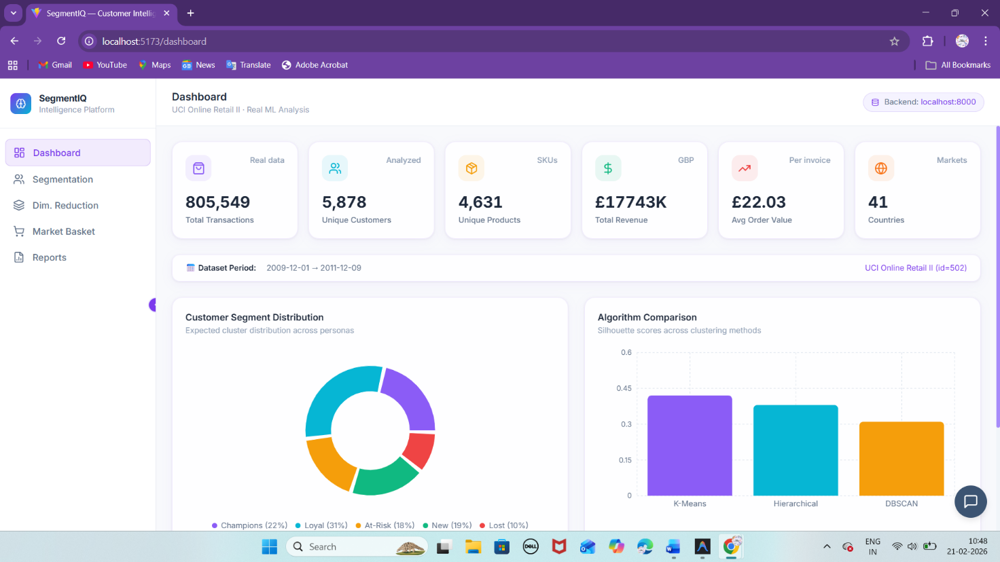 SegmentIQ — Customer Intellig
localhost:5173/dashboard
Gmail
YouTube
Maps
News
Translate
Adobe Acrobat
All Bookmarks
SegmentIQ
Intelligence Platform
Dashboard
Segmentation
Dim. Reduction
Market Basket
Reports
Dashboard
UCI Online Retail II · Real ML Analysis
Backend: localhost:8000
Real data
805,549
Total Transactions
Analyzed
5,878
Unique Customers
SKUs
4,631
Unique Products
GBP
£17743K
Total Revenue
Per invoice
£22.03
Avg Order Value
Markets
41
Countries
Dataset Period: 2009-12-01 → 2011-12-09
UCI Online Retail II (id=502)
Customer Segment Distribution
Expected cluster distribution across personas
Champions (22%) Loyal (31%) At-Risk (18%) New (19%) Lost (10%)
Algorithm Comparison
Silhouette scores across clustering methods
0.6
0.45
0.3
0.15
0
K-Means Hierarchical DBSCAN
Search
DELL
ENG
IN
10:48
21-02-2026